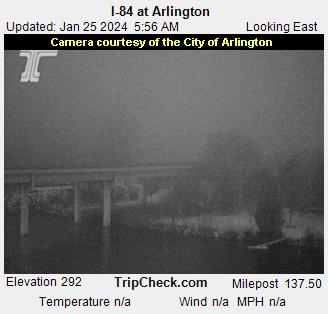 I-84 at Arlington
Updated: Jan 25 2024 5:56 AM Looking East
Camera courtesy of the City of Arlington
Elevation 292 TripCheck.com Milepost 137.50
Temperature n/a Wind n/a MPH n/a